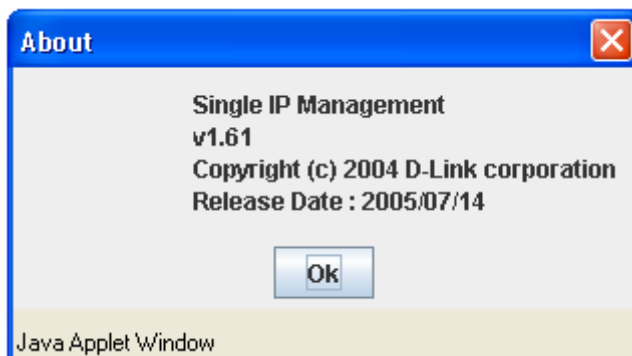 About
Single IP Management
v1.61
Copyright (c) 2004 D-Link corporation
Release Date : 2005/07/14
Ok
Java Applet Window